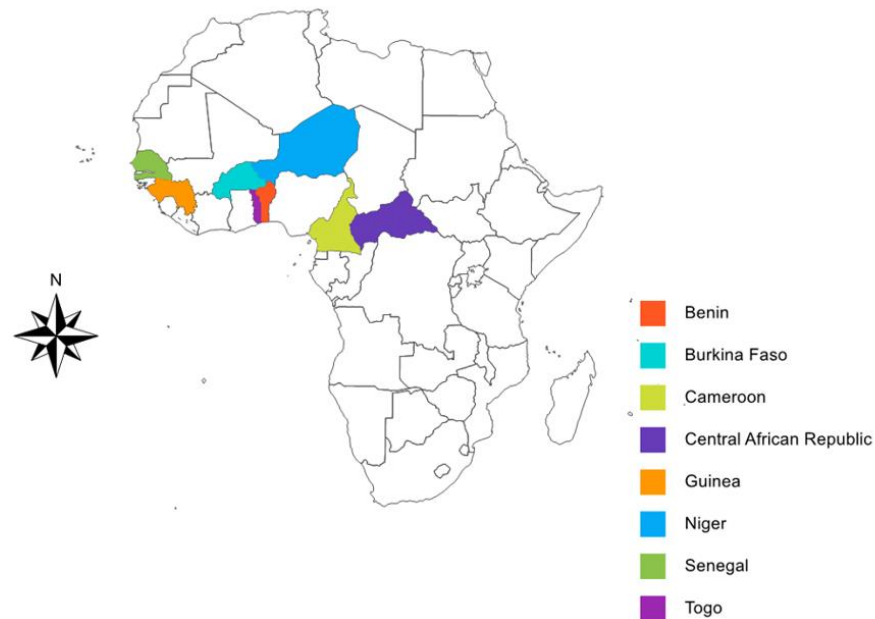 N
Benin
Burkina Faso
Cameroon
Central African Republic
Guinea
Niger
Senegal
Togo